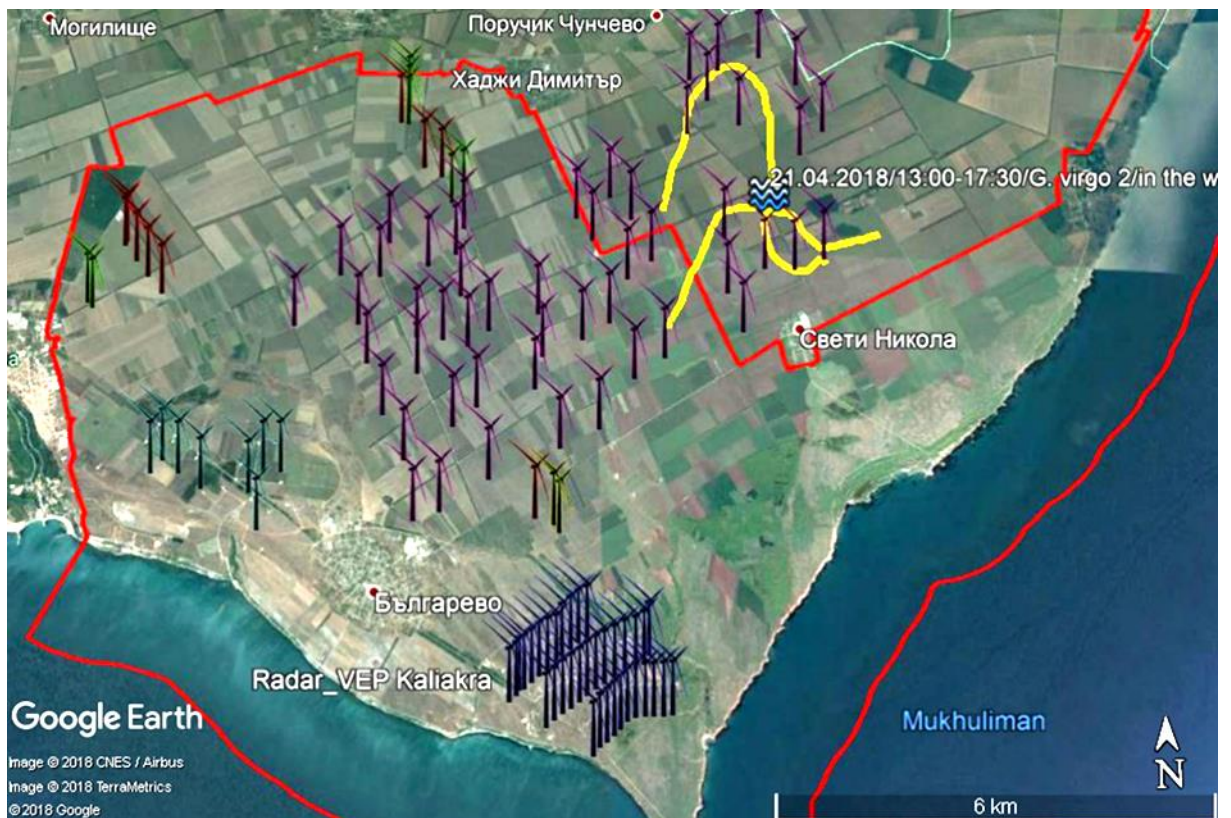 Могилище
Поручик Чунчево
Хаджи Димитър
21.04.2018/13:00-17:30/G. virgo 2/in the w
а
Свети Никола
Българево
Radar_VEP Kaliakra
Google Earth
Mukhuliman
Image © 2018 CNES / Airbus
Image © 2018 TerraMetrics
© 2018 Google
N
6 km